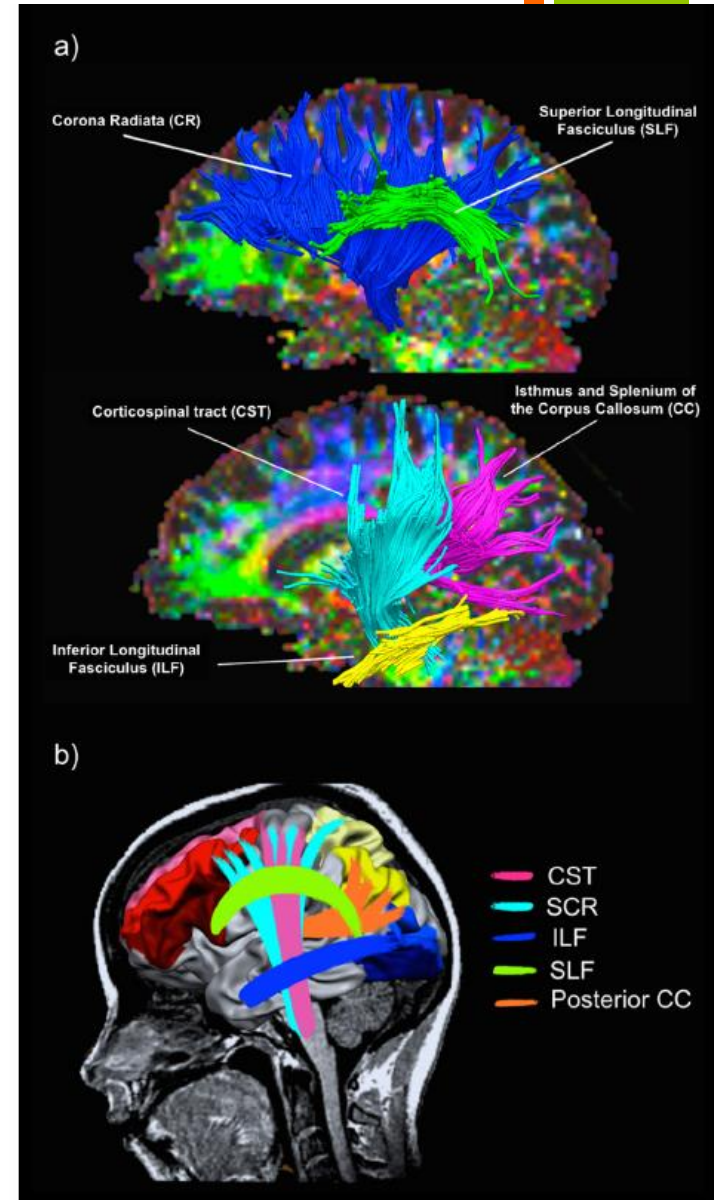 a)
Corona Radiata (CR)
Superior Longitudinal
Fasciculus (SLF)
Corticospinal tract (CST)
Isthmus and Splenium of
the Corpus Callosum (CC)
Inferior Longitudinal
Fasciculus (ILF)
b)
CST
SCR
ILF
SLF
Posterior CC